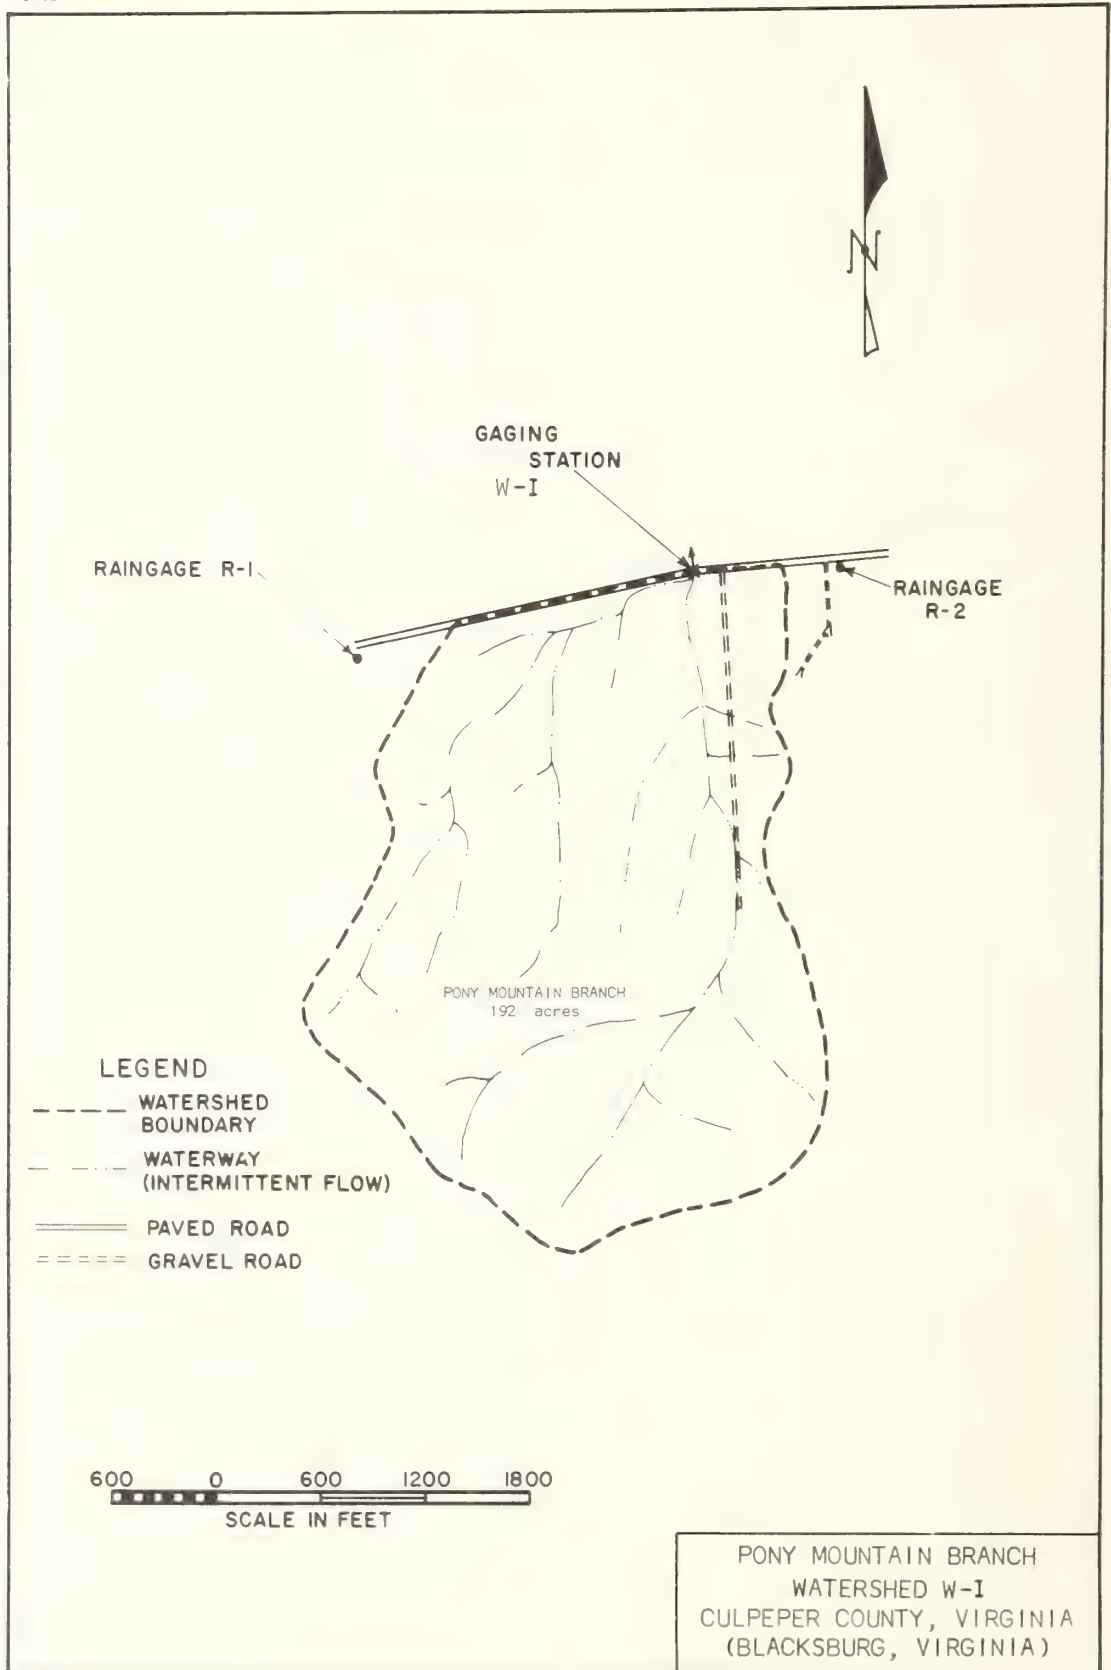 N
GAGING
STATION
W-I
RAINGAGE R-1
RAINGAGE
R-2
PONY MOUNTAIN BRANCH
192 acres
LEGEND
WATERSHED
BOUNDARY
WATERWAY
(INTERMITTENT FLOW)
PAVED ROAD
GRAVEL ROAD
600 0 600 1200 1800
SCALE IN FEET
PONY MOUNTAIN BRANCH
WATERSHED W-I
CULPEPER COUNTY, VIRGINIA
(BLACKSBURG, VIRGINIA)